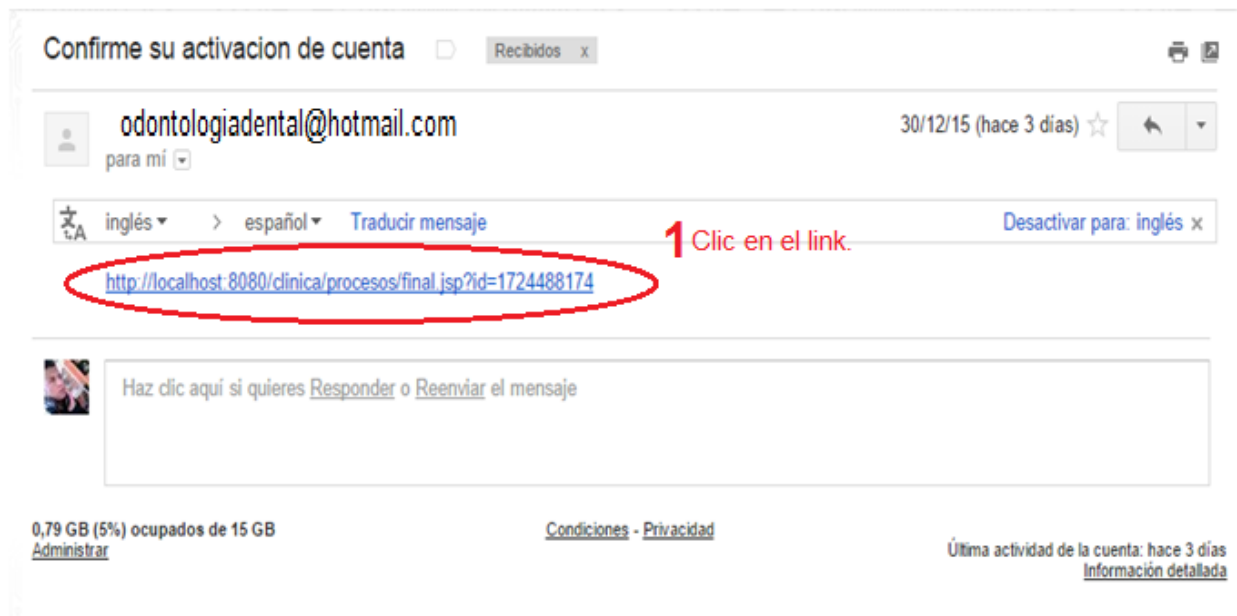 Confirme su activacion de cuenta Recibidos x
odontologiadental@hotmail.com 30/12/15 (hace 3 días)
para mí
inglés > español Traducir mensaje Desactivar para: inglés x
1 Clic en el link.
http://localhost:8080/clinica/procesos/final.jsp?id=1724488174
Haz clic aquí si quieres Responder o Reenviar el mensaje
0,79 GB (5%) ocupados de 15 GB Condiciones - Privacidad
Administrar
Última actividad de la cuenta: hace 3 días
Información detallada